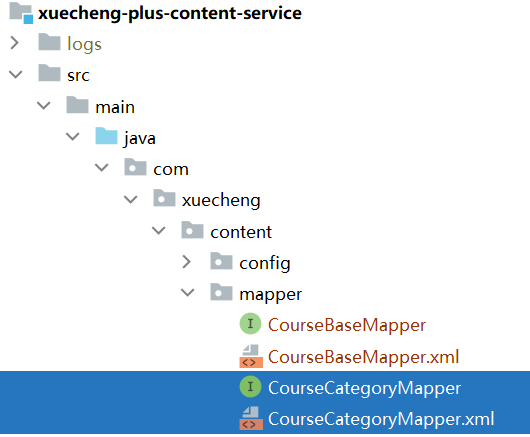 xuecheng-plus-content-service
logs
src
main
java
com
xuecheng
content
config
mapper
I CourseBaseMapper
CourseBaseMapper.xml
I CourseCategoryMapper
CourseCategoryMapper.xml